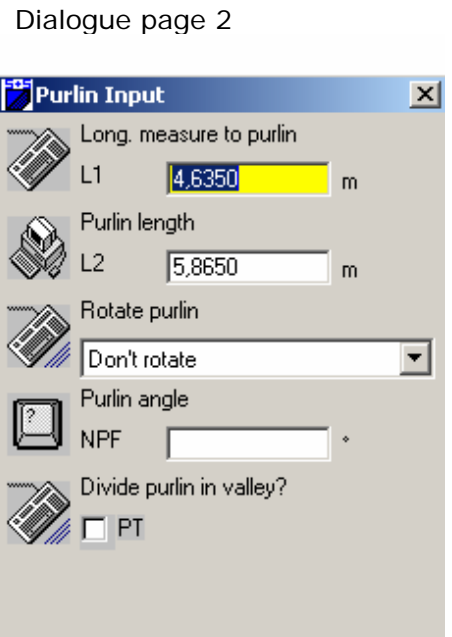 Dialogue page 2
SOS
Purlin Input
Long. measure to purlin
L1 4,6350 m
Purlin length
L2 5,8650 m
Rotate purlin
Don't rotate
Purlin angle
?
NPF °
Divide purlin in valley?
PT